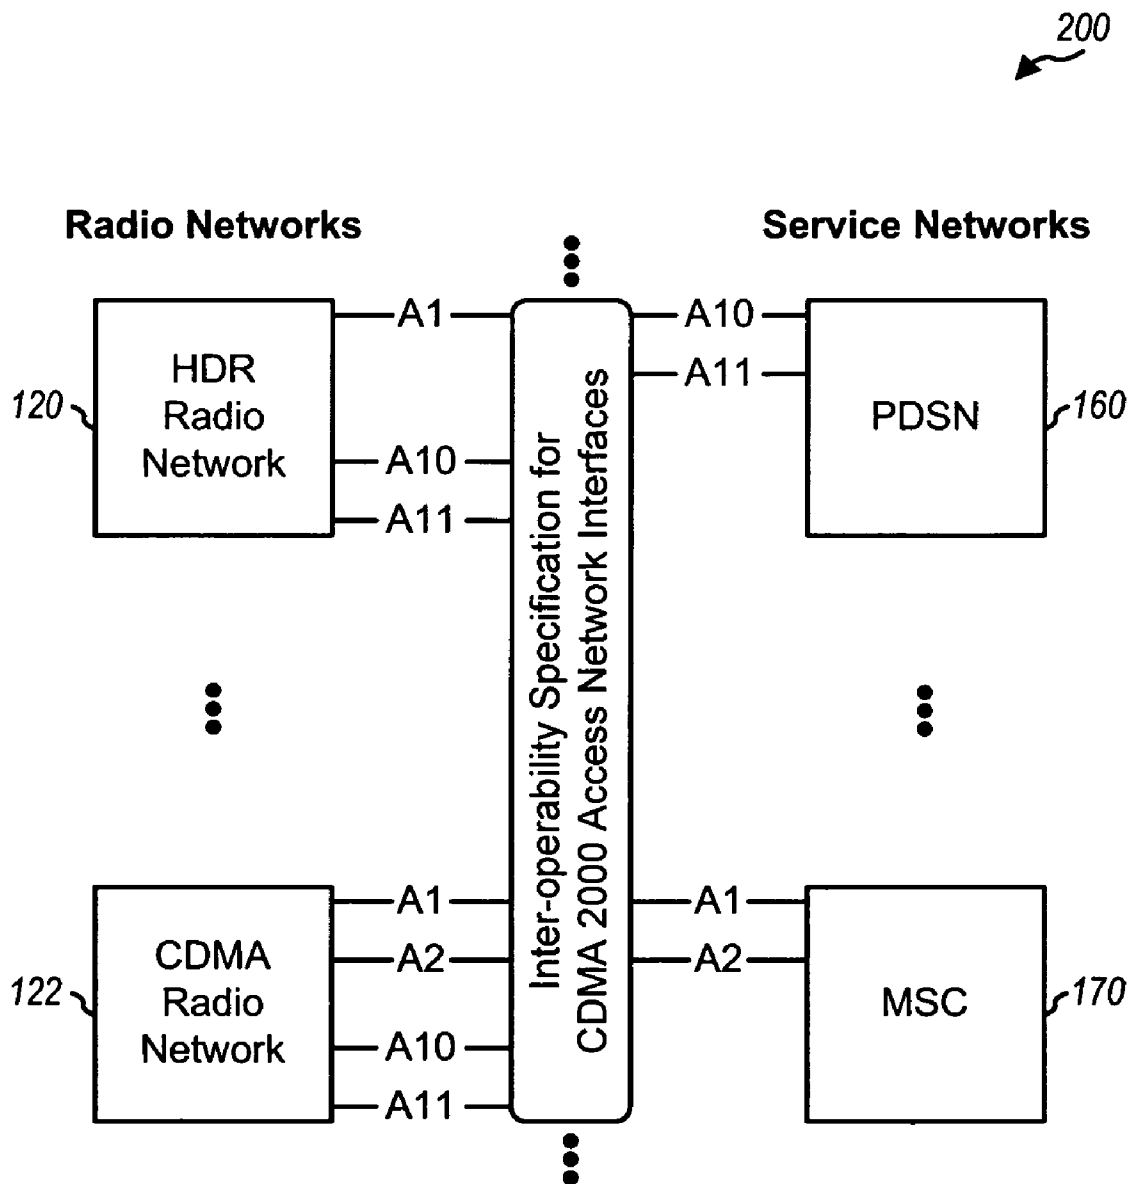 200
Radio Networks
Service Networks
HDR
Radio
Network
120
A1
A10
A11
Inter-operability Specification for
CDMA 2000 Access Network Interfaces
A10
A11
PDSN
160
CDMA
Radio
Network
122
A1
A2
A10
A11
A1
A2
MSC
170